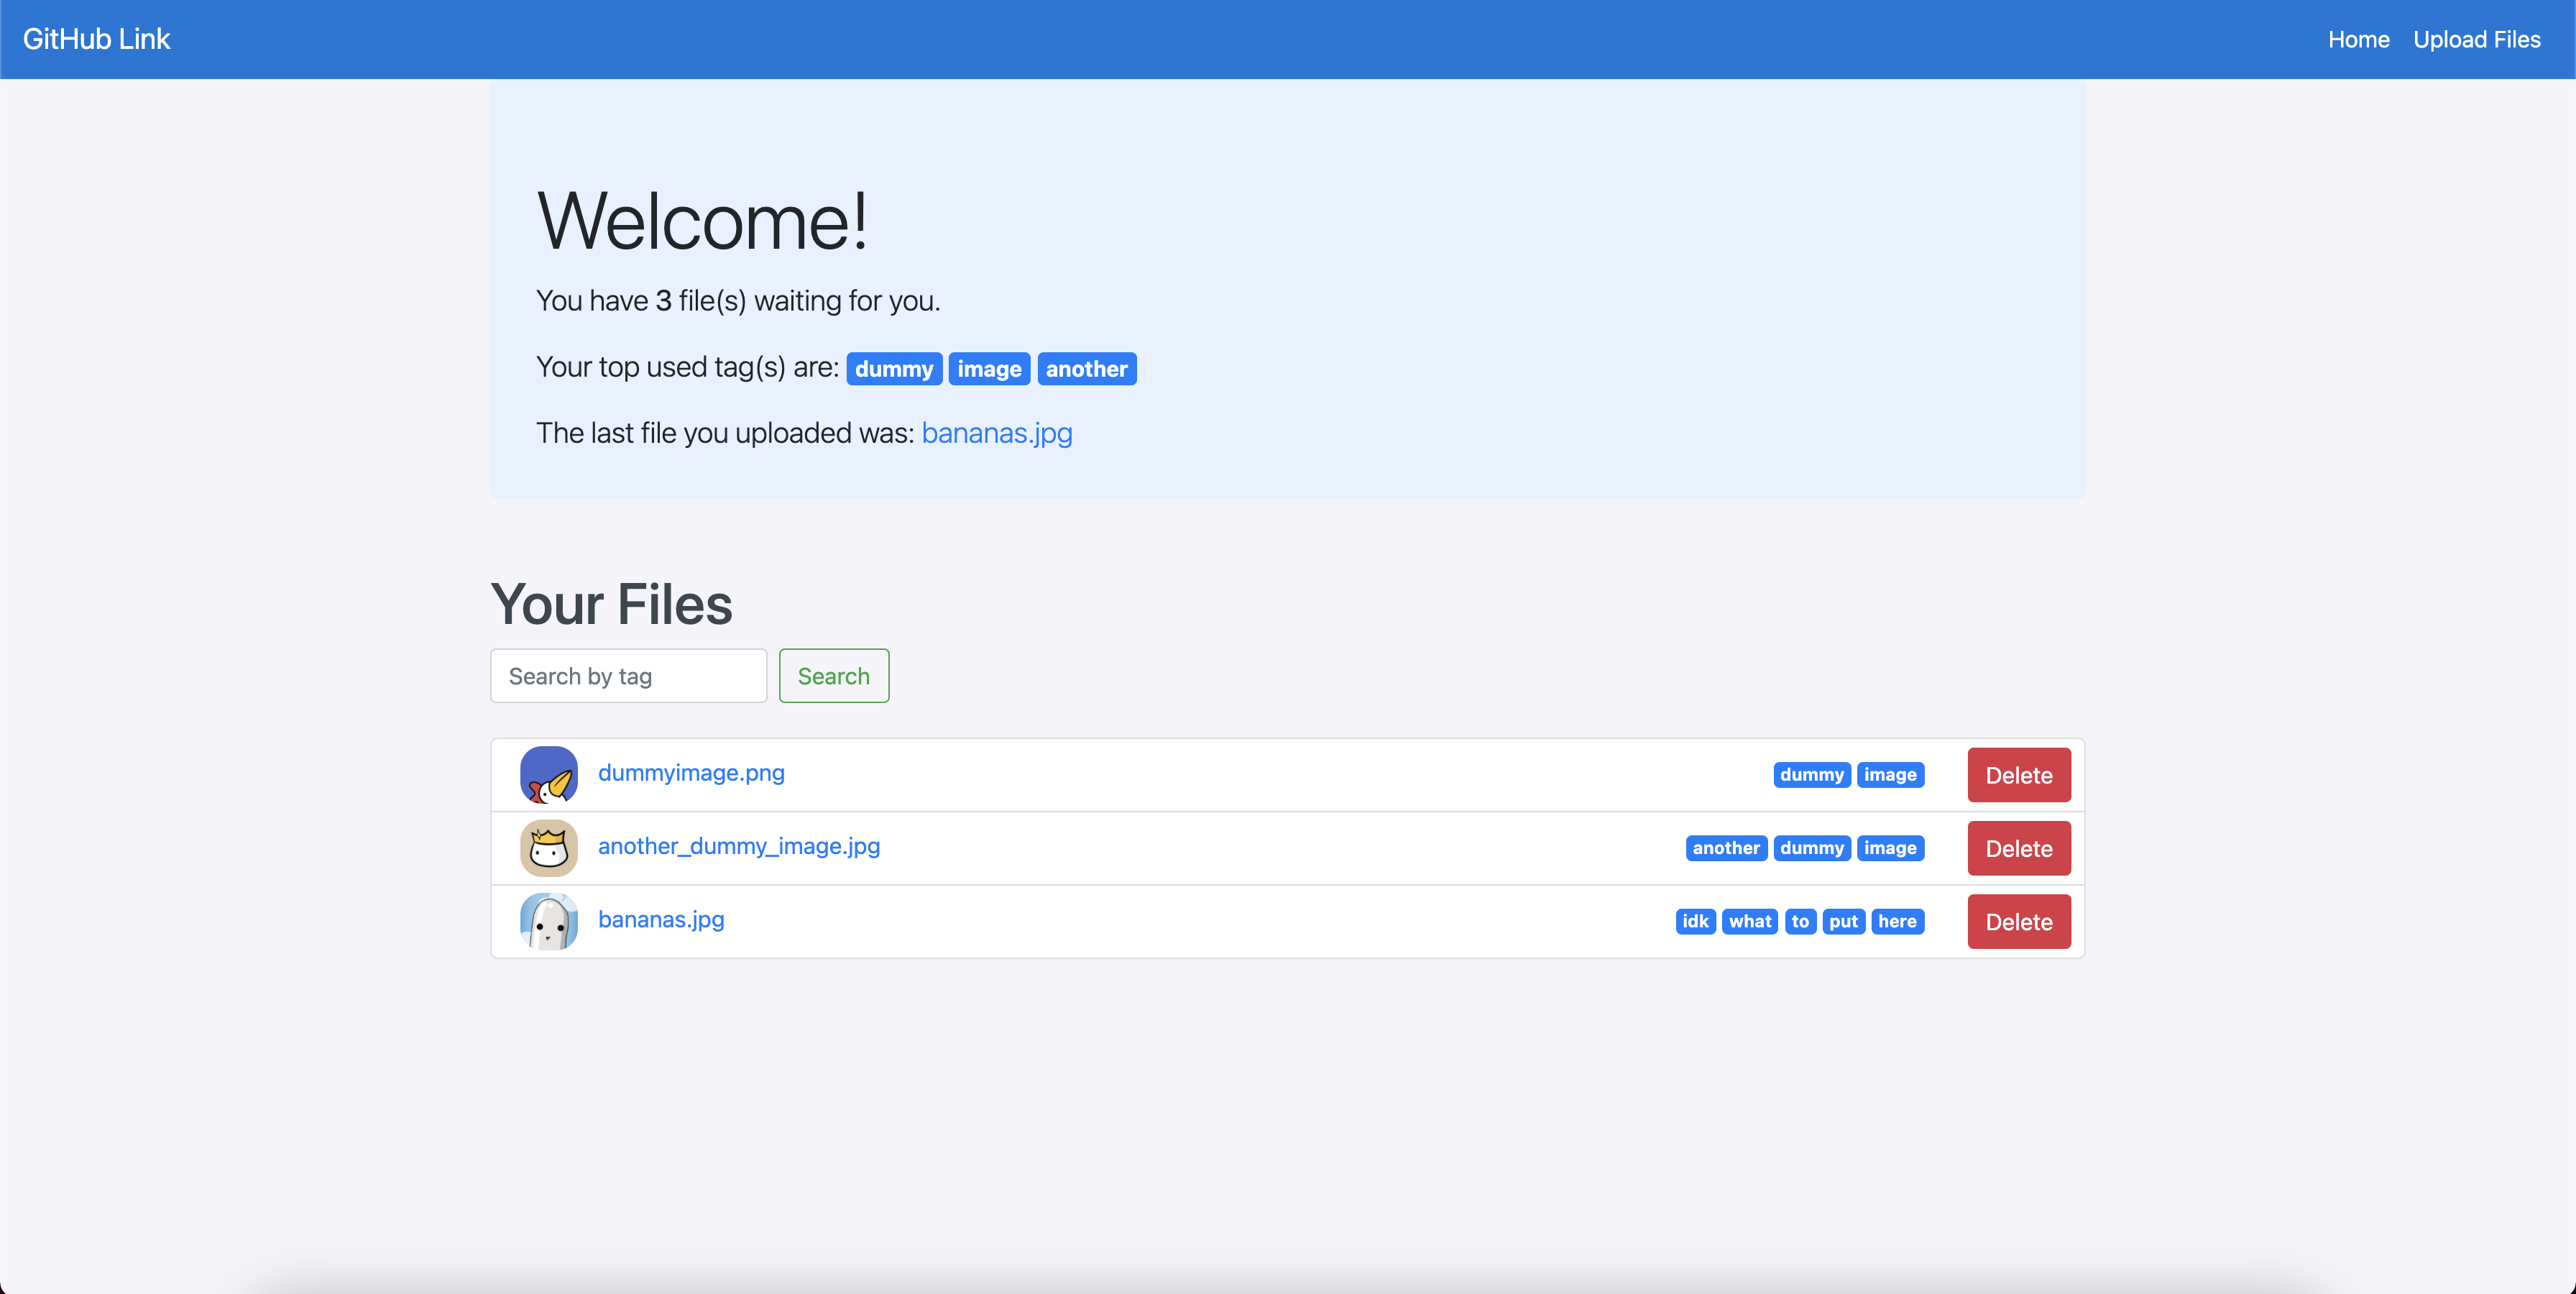 GitHub Link Home Upload Files
Welcome!
You have 3 file(s) waiting for you.
Your top used tag(s) are: dummy image another
The last file you uploaded was: bananas.jpg
Your Files
Search by tag Search
dummyimage.png dummy image Delete
another_dummy_image.jpg another dummy image Delete
bananas.jpg idk what to put here Delete